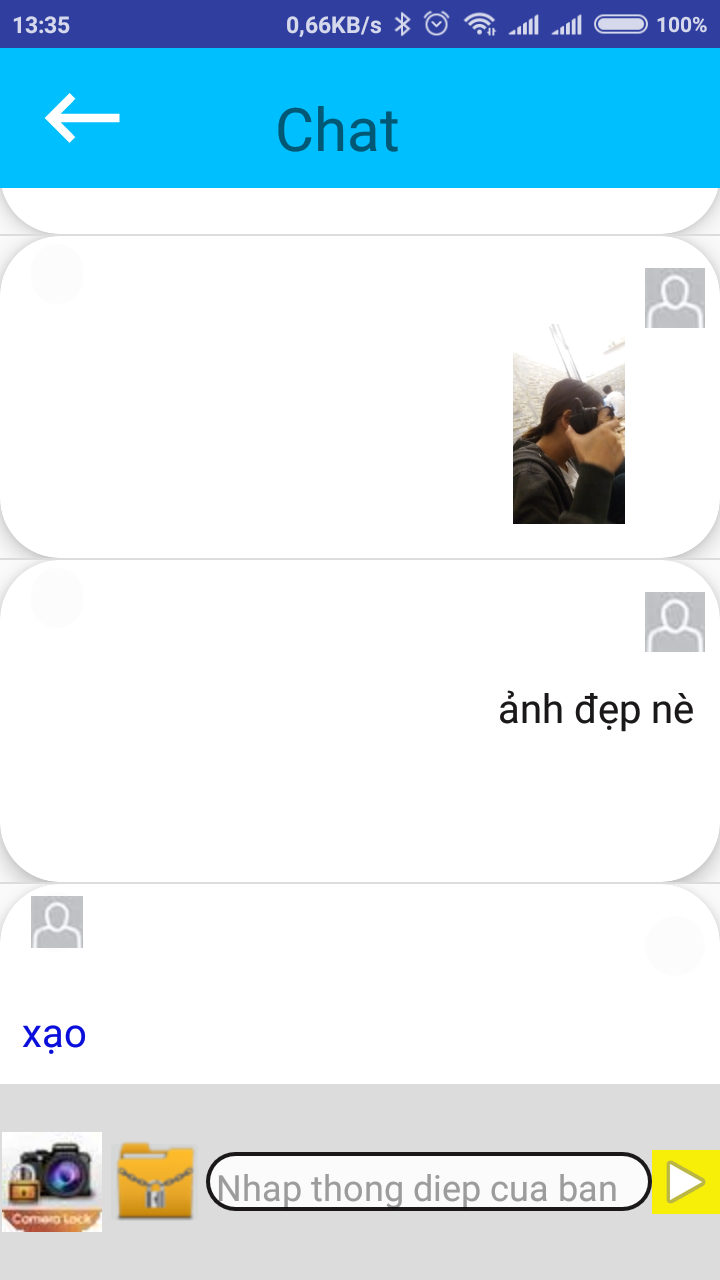 13:35 0,66KB/s 100%
Chat
ảnh đẹp nè
xạo
Camera Lock
Nhap thong diep cua ban